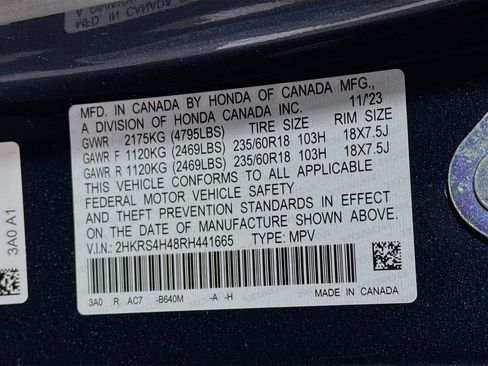 MFD. IN CANADA BY HONDA OF CANADA MFG.,
A DIVISION OF HONDA CANADA INC. 11/'23
GVWR 2175KG (4795LBS) TIRE SIZE RIM SIZE
GAWR F 1120KG (2469LBS) 235/60R18 103H 18X7.5J
GAWR R 1120KG (2469LBS) 235/60R18 103H 18X7.5J
THIS VEHICLE CONFORMS TO ALL APPLICABLE
FEDERAL MOTOR VEHICLE SAFETY
AND THEFT PREVENTION STANDARDS IN EFFECT
ON THE DATE OF MANUFACTURE SHOWN ABOVE.
V.I.N: 2HKRS4H48RH441665 TYPE: MPV
3A0 R AC7 -B640M -A -H MADE IN CANADA
3A0 A1